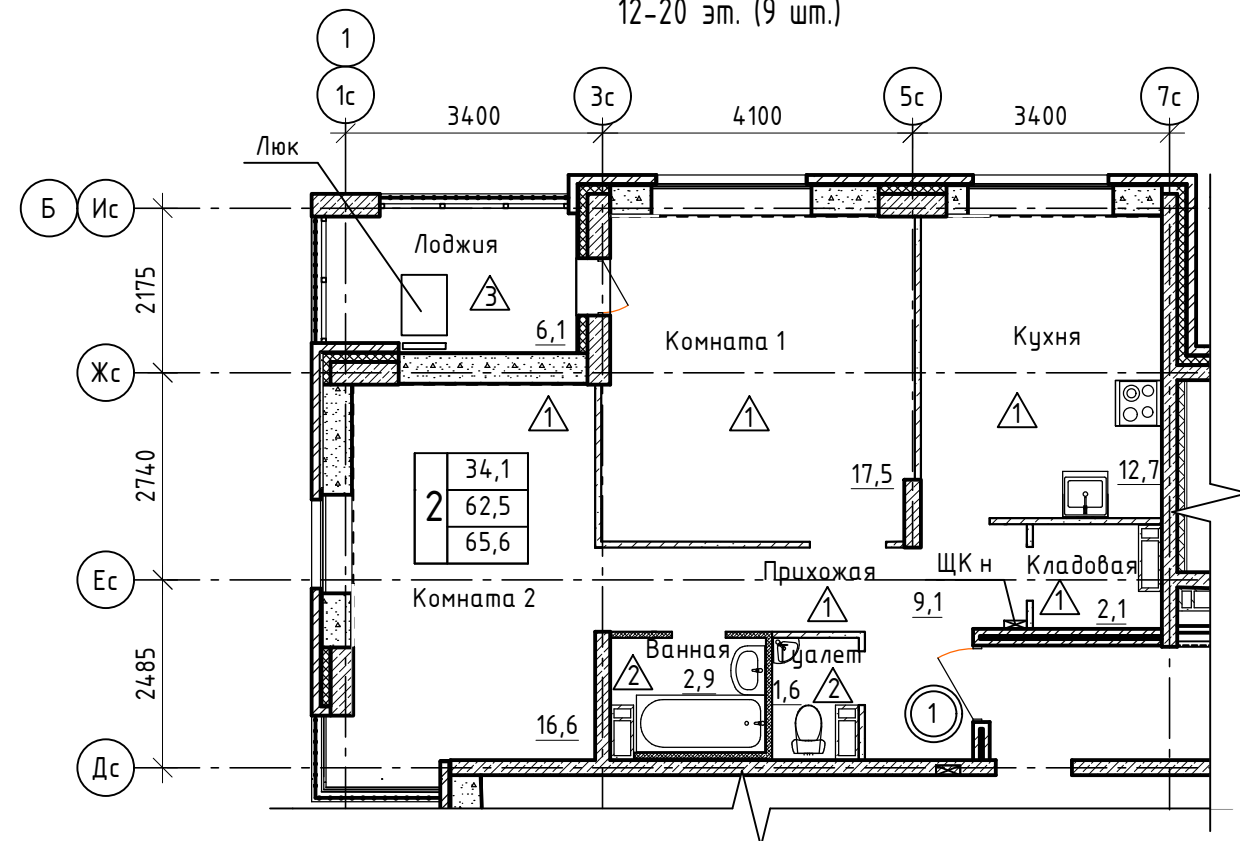 12-20 эт. (9 шт.)
1
1с
3с
5с
7с
3400
4100
3400
Люк
Б
Ис
Лоджия
2175
3
6,1
Комната 1
Кухня
Жс
1
1
1
2740
34,1
2
62,5
65,6
17,5
12,7
Ес
Комната 2
Прихожая
ЩК н
Кладовая
1
9,1
1
2,1
2485
Ванная
Туалет
2
2,9
1,6
2
16,6
1
Дс